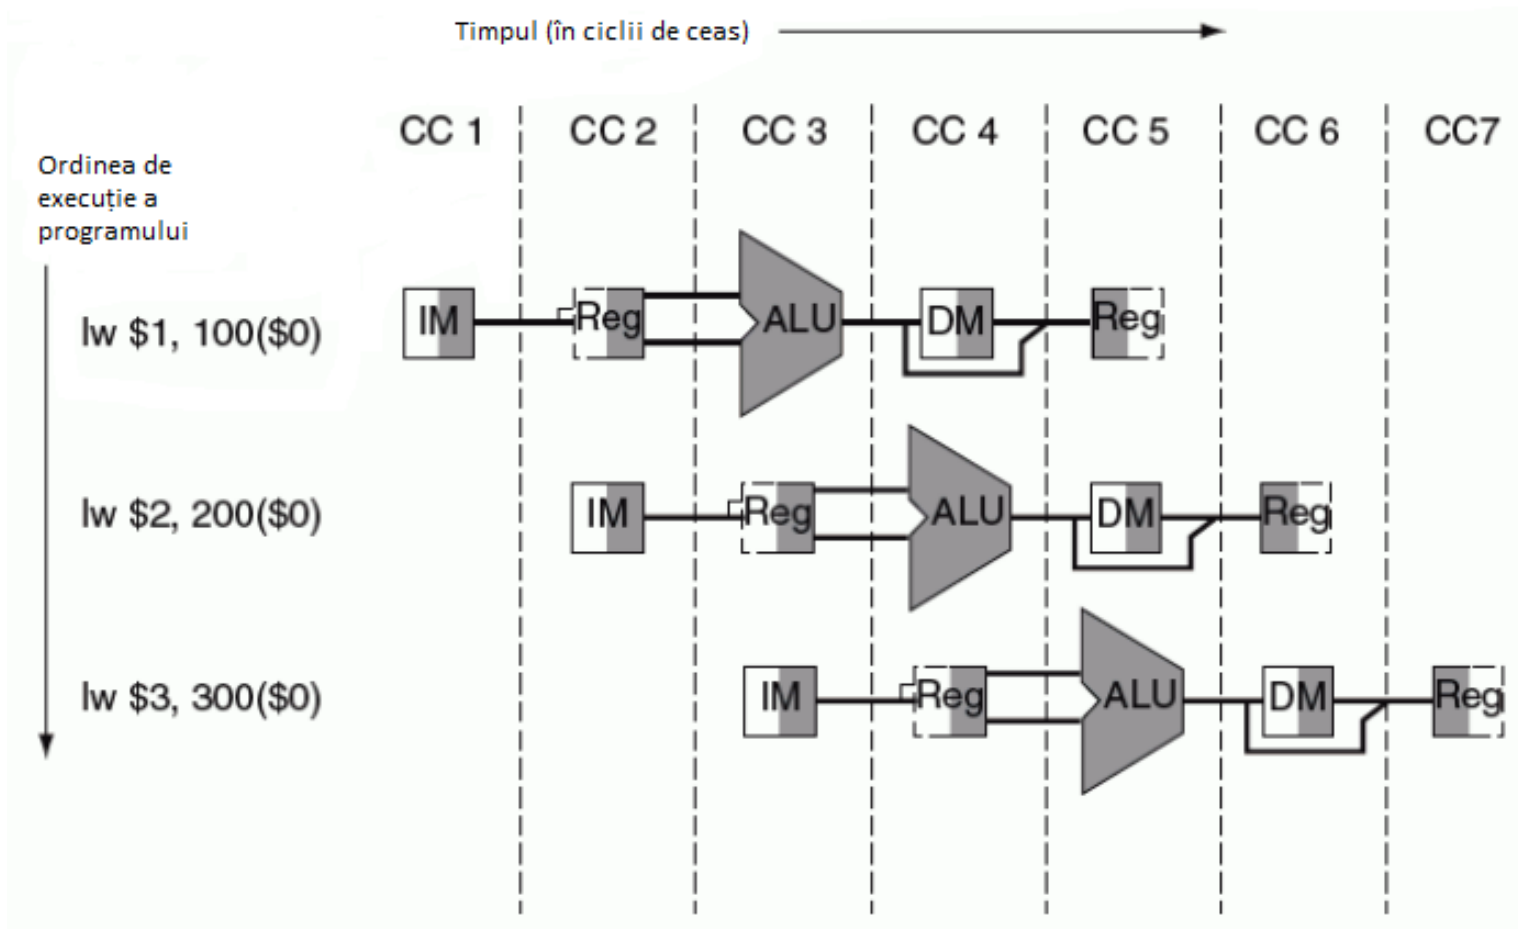 Timpul (în ciclii de ceas)
CC 1 CC 2 CC 3 CC 4 CC 5 CC 6 CC7
Ordinea de
execuție a
programului
lw $1, 100($0) IM Reg ALU DM Reg
lw $2, 200($0) IM Reg ALU DM Reg
lw $3, 300($0) IM Reg ALU DM Reg